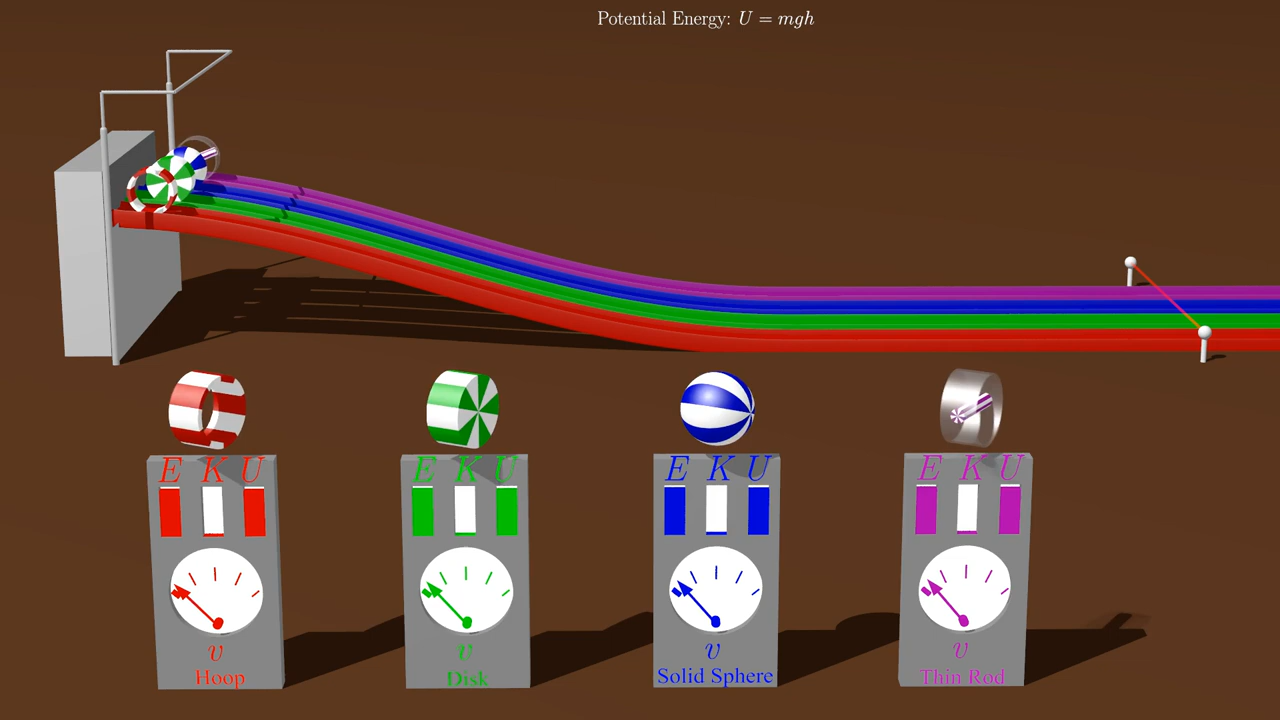 Potential Energy: U = mgh
E K U
E K U
E K U
E K U
v
v
v
v
Hoop
Disk
Solid Sphere
Thin Rod